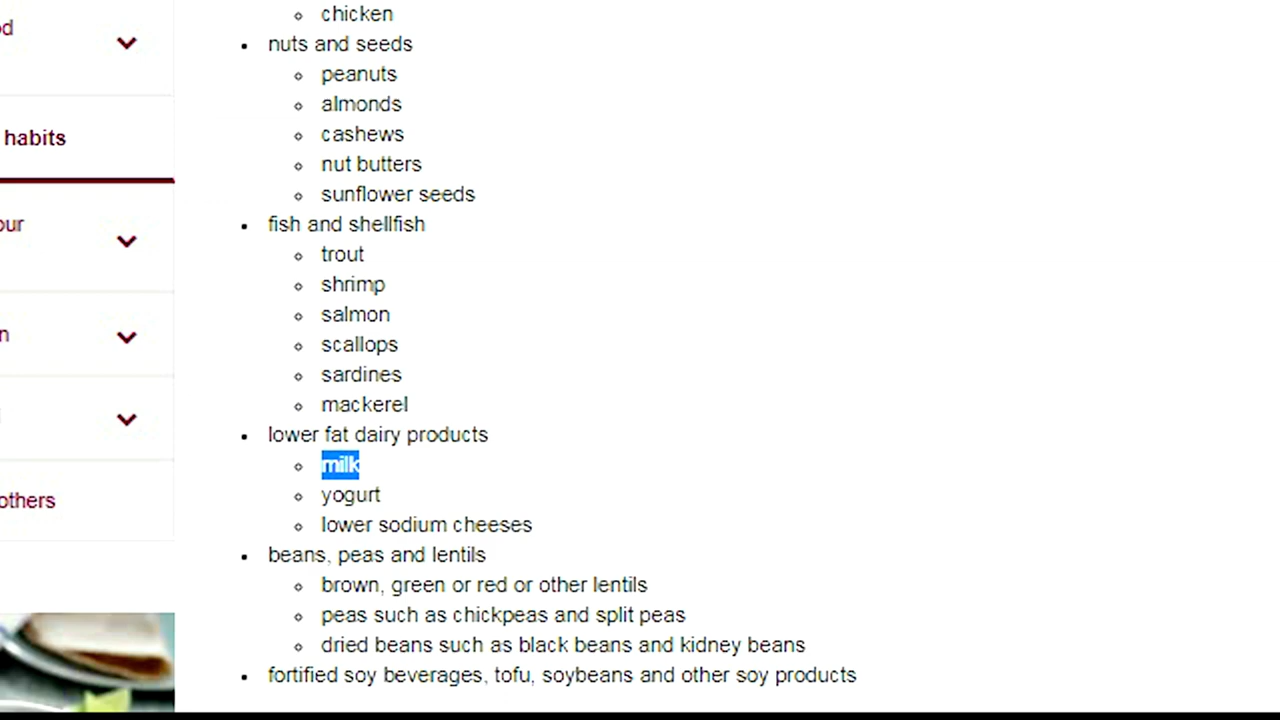 od
habits
our
n
others
chicken
nuts and seeds
peanuts
almonds
cashews
nut butters
sunflower seeds
fish and shellfish
trout
shrimp
salmon
scallops
sardines
mackerel
lower fat dairy products
milk
yogurt
lower sodium cheeses
beans, peas and lentils
brown, green or red or other lentils
peas such as chickpeas and split peas
dried beans such as black beans and kidney beans
fortified soy beverages, tofu, soybeans and other soy products